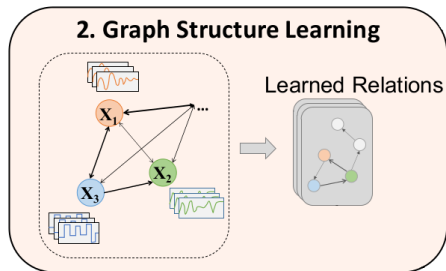 2. Graph Structure Learning
Learned Relations
X1
...
X2
X3